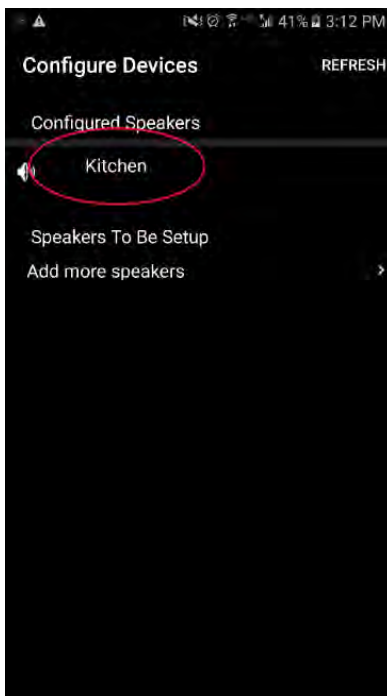 41% 3:12 PM
Configure Devices REFRESH
Configured Speakers
Kitchen
Speakers To Be Setup
Add more speakers